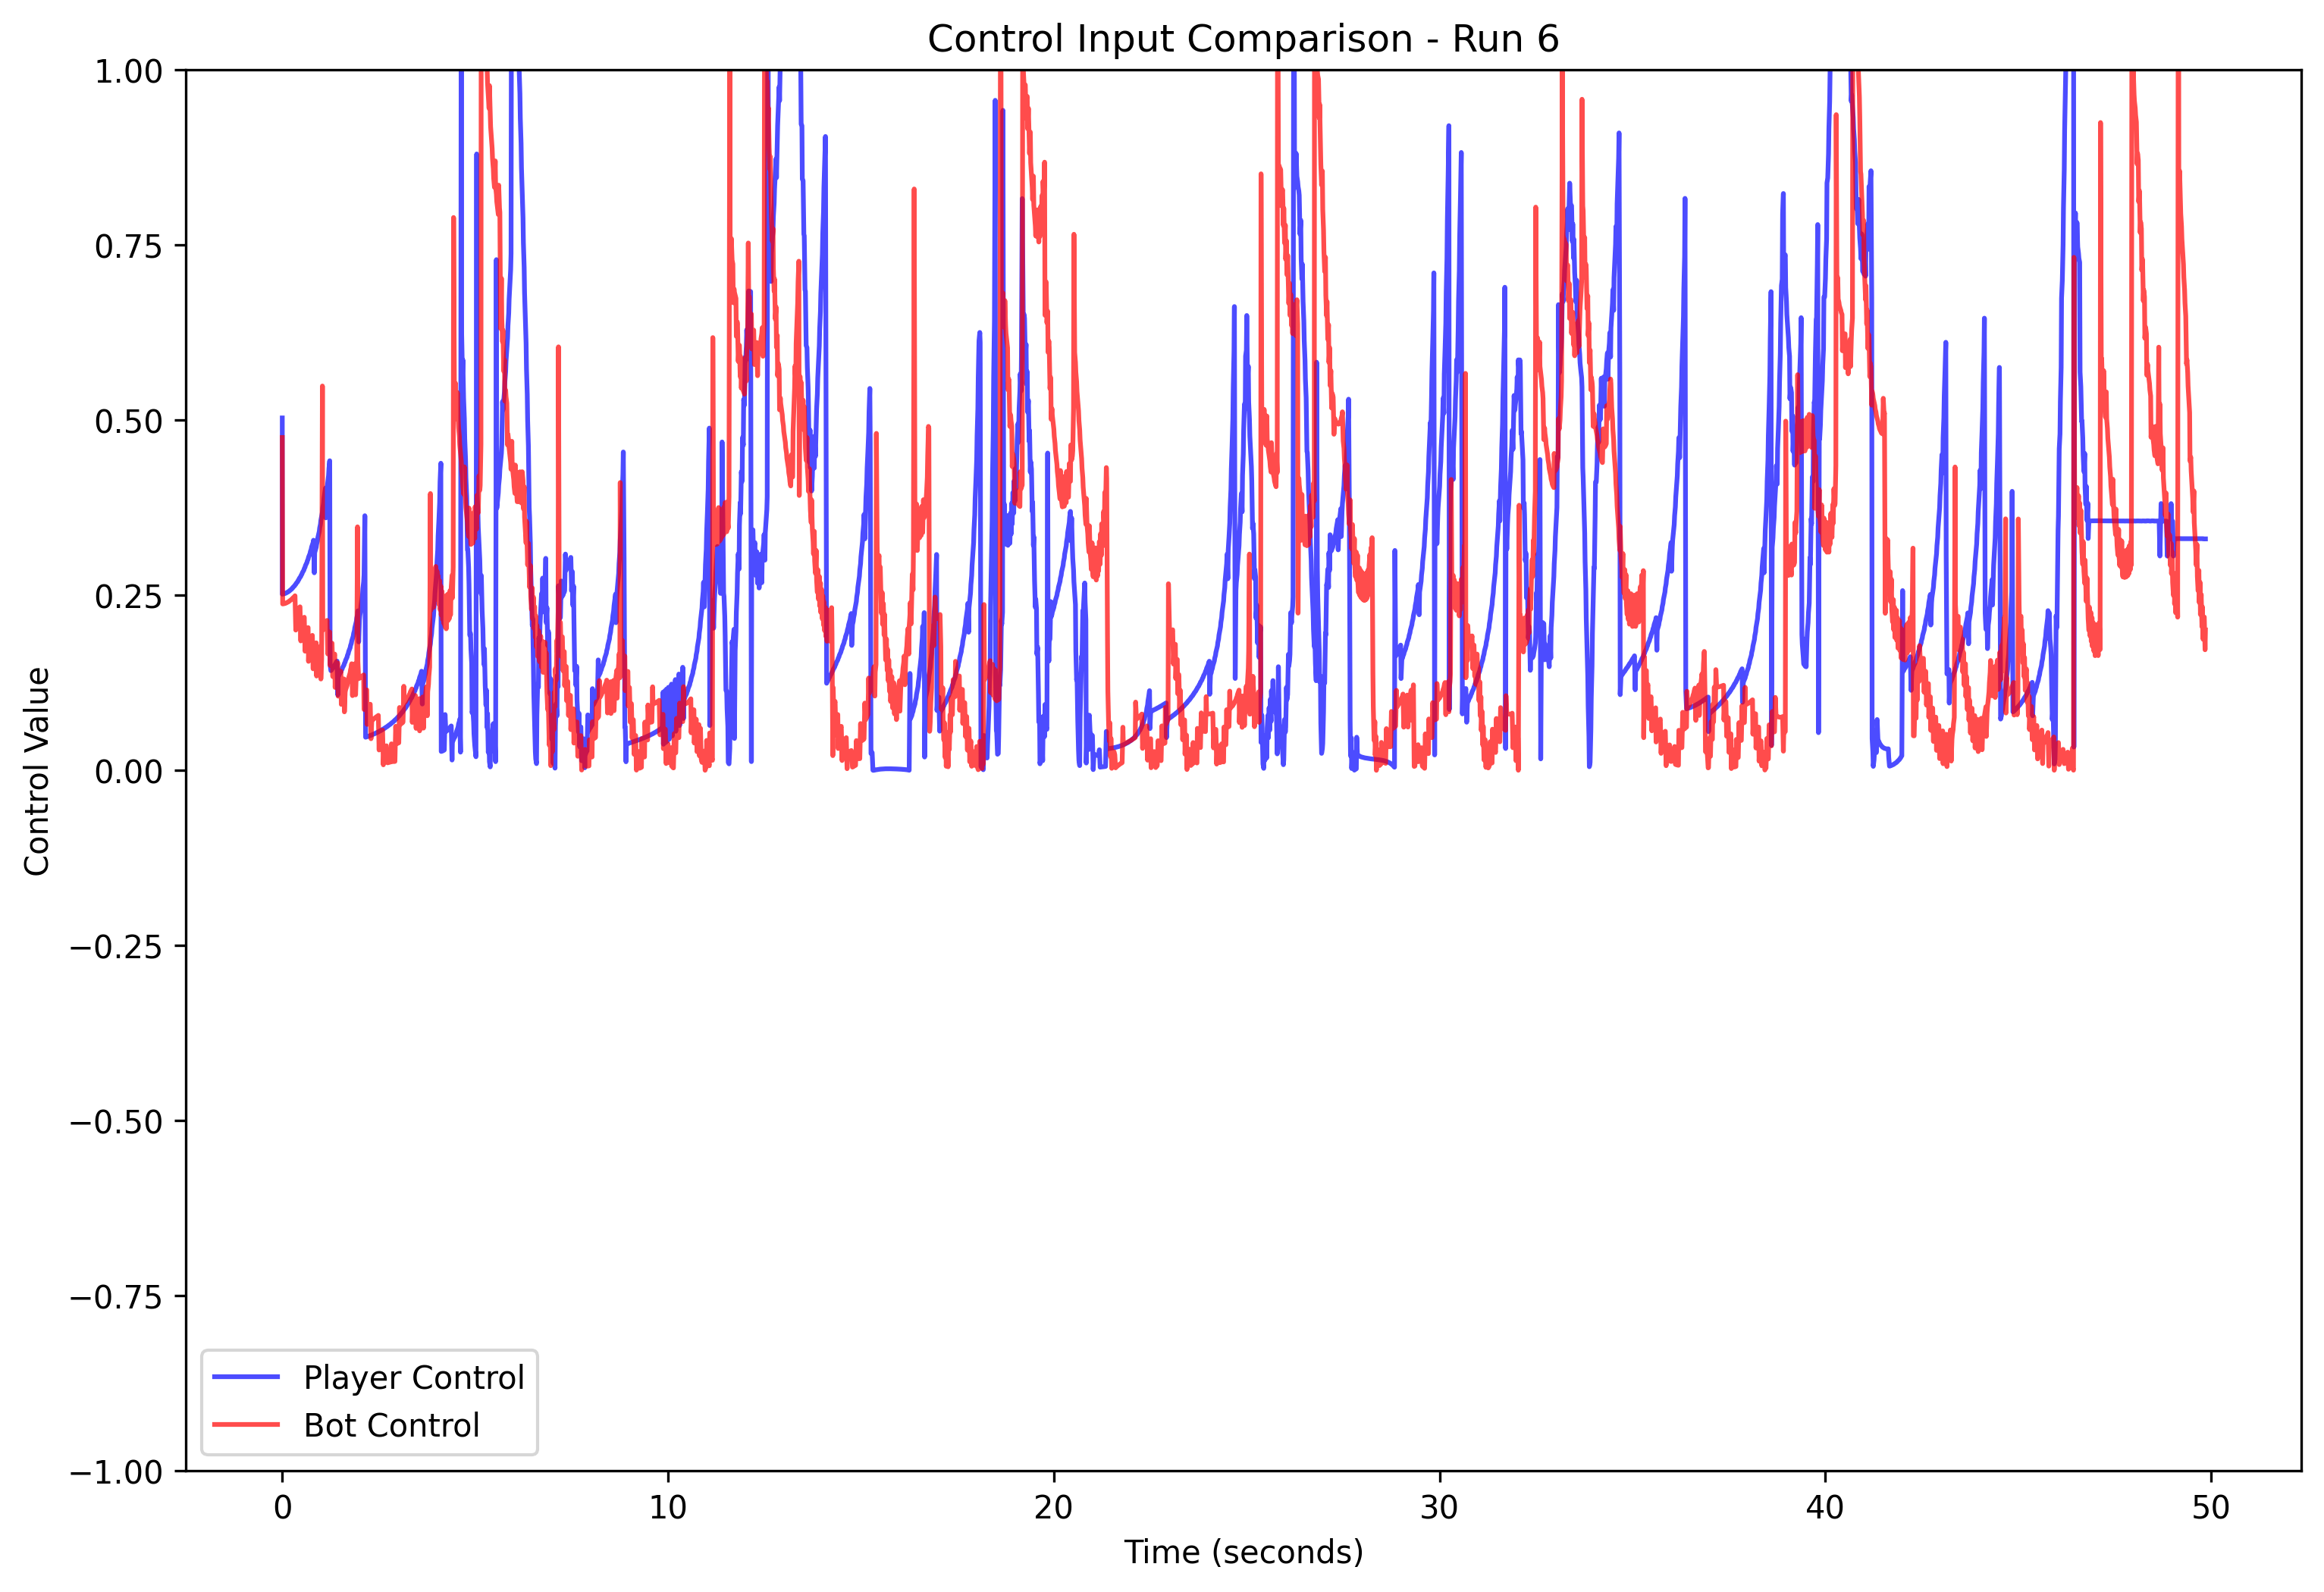 Control Input Comparison - Run 6
1.00
0.75
0.50
0.25
0.00
−0.25
−0.50
−0.75
−1.00
Control Value
Player Control
Bot Control
0 10 20 30 40 50
Time (seconds)